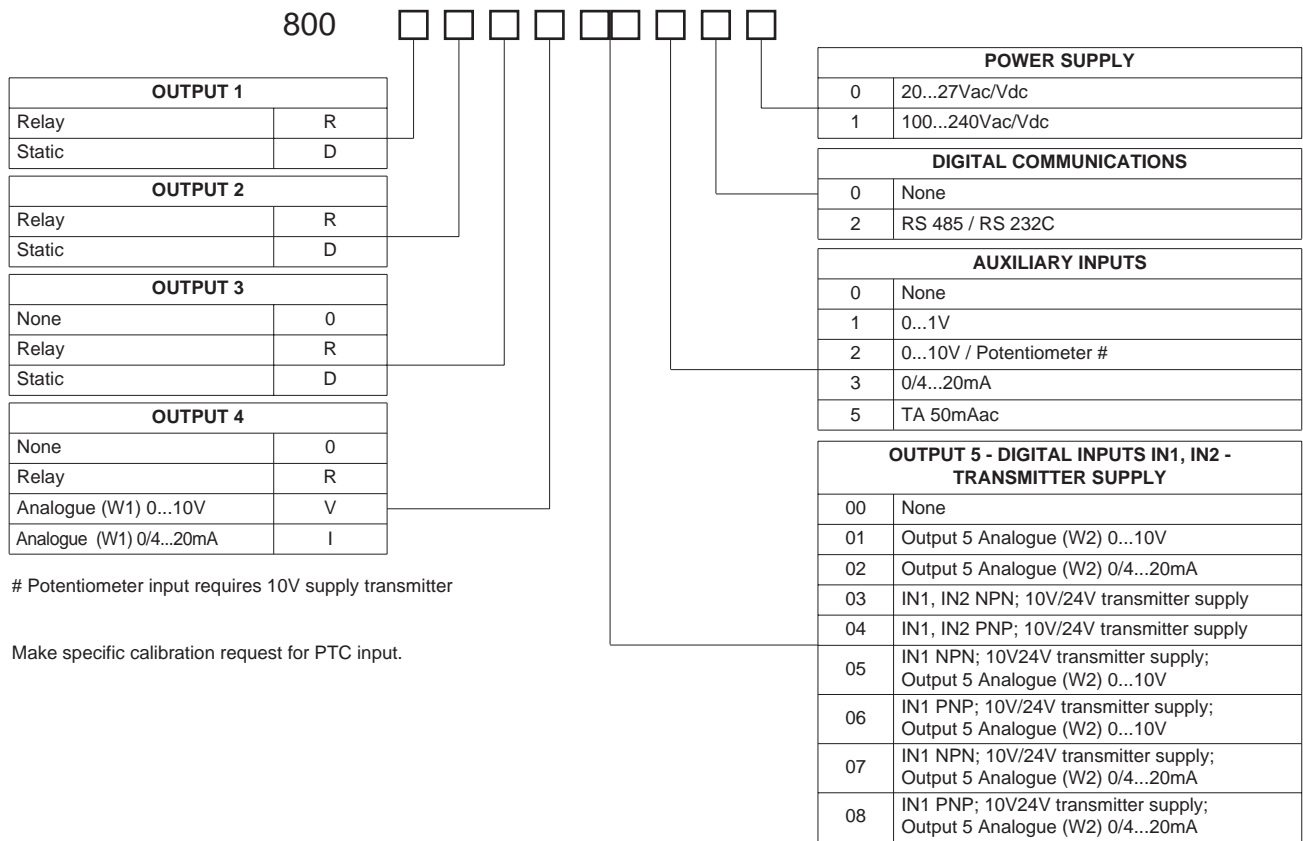 800
OUTPUT 1
Relay R
Static D
OUTPUT 2
Relay R
Static D
OUTPUT 3
None 0
Relay R
Static D
OUTPUT 4
None 0
Relay R
Analogue (W1) 0...10V V
Analogue (W1) 0/4...20mA I
# Potentiometer input requires 10V supply transmitter
Make specific calibration request for PTC input.
POWER SUPPLY
0 20...27Vac/Vdc
1 100...240Vac/Vdc
DIGITAL COMMUNICATIONS
0 None
2 RS 485 / RS 232C
AUXILIARY INPUTS
0 None
1 0...1V
2 0...10V / Potentiometer #
3 0/4...20mA
5 TA 50mAac
OUTPUT 5 - DIGITAL INPUTS IN1, IN2 -
TRANSMITTER SUPPLY
00 None
01 Output 5 Analogue (W2) 0...10V
02 Output 5 Analogue (W2) 0/4...20mA
03 IN1, IN2 NPN; 10V/24V transmitter supply
04 IN1, IN2 PNP; 10V/24V transmitter supply
05 IN1 NPN; 10V24V transmitter supply;
Output 5 Analogue (W2) 0...10V
06 IN1 PNP; 10V/24V transmitter supply;
Output 5 Analogue (W2) 0...10V
07 IN1 NPN; 10V/24V transmitter supply;
Output 5 Analogue (W2) 0/4...20mA
08 IN1 PNP; 10V24V transmitter supply;
Output 5 Analogue (W2) 0/4...20mA